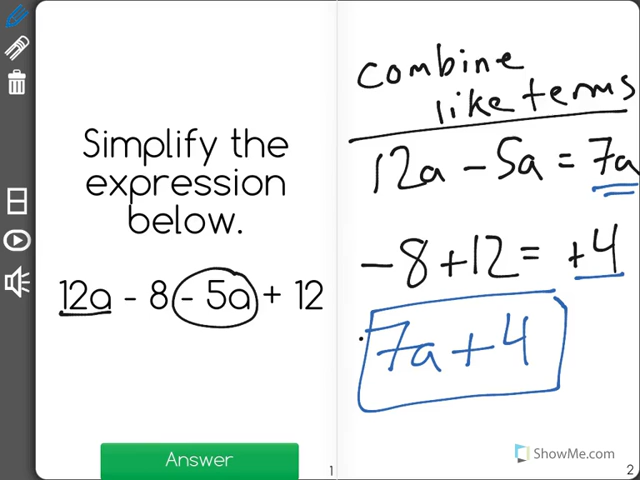 Simplify the
expression
below.
12a - 8 - 5a + 12
Answer
1
combine
like terms
12a - 5a = 7a
- 8 + 12 = + 4
7a + 4
ShowMe.com
2